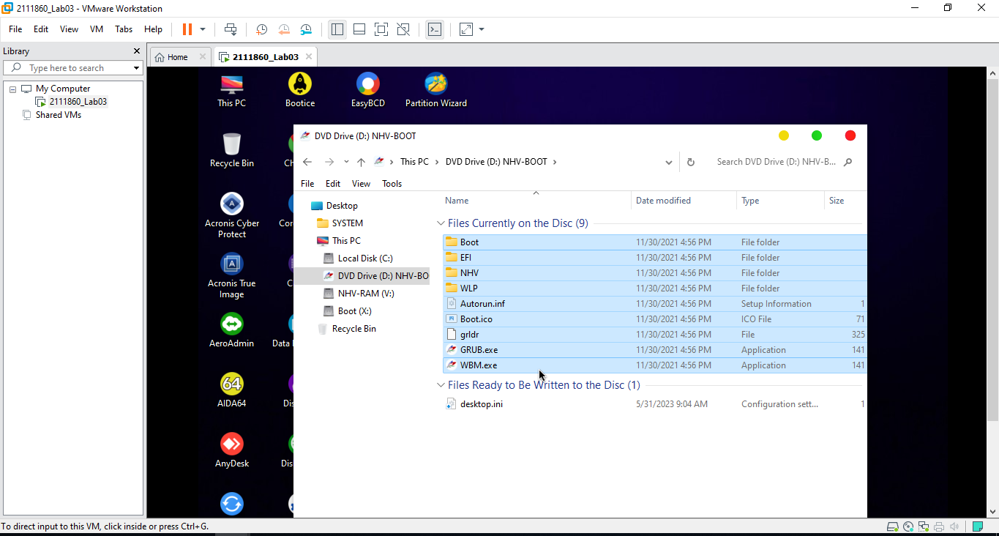 2111860_Lab03 - VMware Workstation
File Edit View VM Tabs Help
Library
Type here to search
My Computer
2111860_Lab03
Shared VMs
Home
2111860_Lab03
This PC
Bootice
EasyBCD
Partition Wizard
Recycle Bin
Ch
Acronis Cyber
Protect
Cor
Acronis True
Image
C
AeroAdmin
Data
64
AIDA64
Dis
AnyDesk
Dis
DVD Drive (D:) NHV-BOOT
This PC
DVD Drive (D:) NHV-BOOT
Search DVD Drive (D:) NHV-B...
File Edit View Tools
Desktop
SYSTEM
This PC
Local Disk (C:)
DVD Drive (D:) NHV-BO
NHV-RAM (V:)
Boot (X:)
Recycle Bin
Name Date modified Type Size
Files Currently on the Disc (9)
Boot 11/30/2021 4:56 PM File folder
EFI 11/30/2021 4:56 PM File folder
NHV 11/30/2021 4:56 PM File folder
WLP 11/30/2021 4:56 PM File folder
Autorun.inf 11/30/2021 4:56 PM Setup Information 1
Boot.ico 11/30/2021 4:56 PM ICO File 71
grldr 11/30/2021 4:56 PM File 325
GRUB.exe 11/30/2021 4:56 PM Application 141
WBM.exe 11/30/2021 4:56 PM Application 141
Files Ready to Be Written to the Disc (1)
desktop.ini 5/31/2023 9:04 AM Configuration sett... 1
To direct input to this VM, click inside or press Ctrl+G.